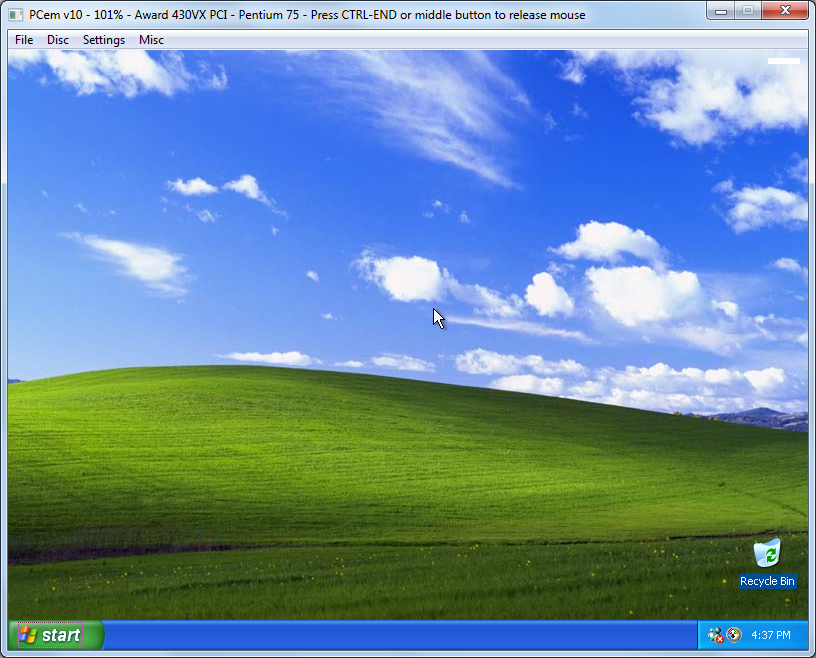 PCem v10 - 101% - Award 430VX PCI - Pentium 75 - Press CTRL-END or middle button to release mouse
File Disc Settings Misc
Recycle Bin
start
4:37 PM